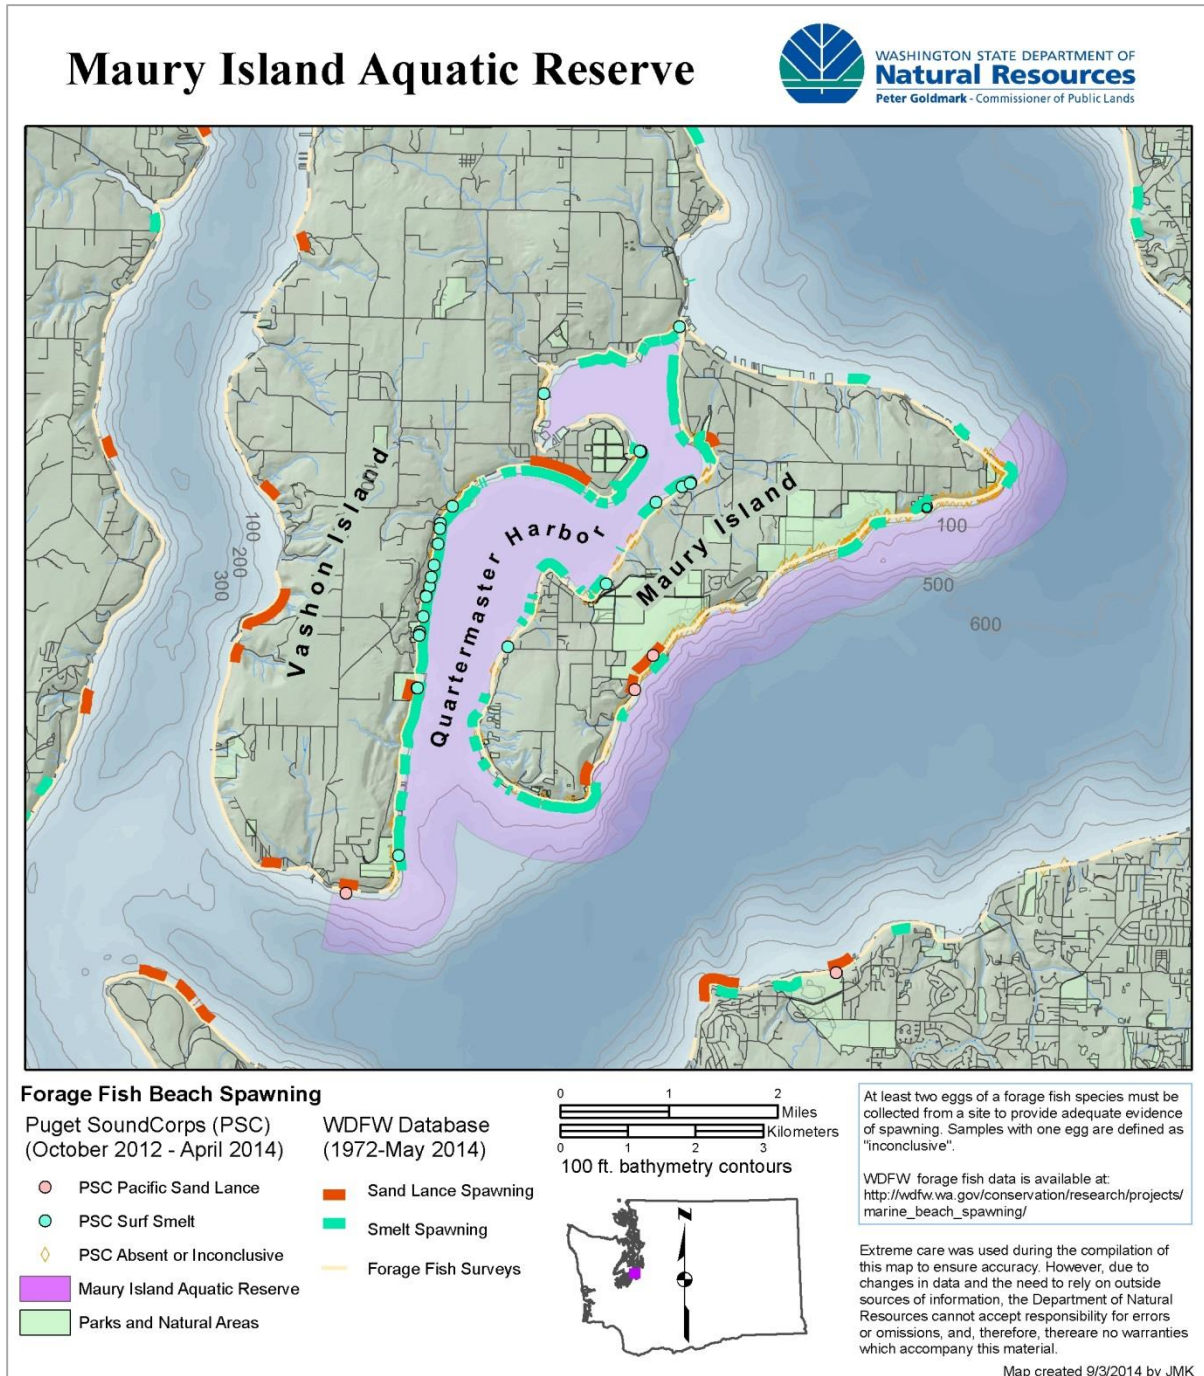 Maury Island Aquatic Reserve
WASHINGTON STATE DEPARTMENT OF
Natural Resources
Peter Goldmark - Commissioner of Public Lands
Vashon Island
Quartermaster Harbor
Maury Island
100
100
200
300
100
500
600
Forage Fish Beach Spawning
Puget SoundCorps (PSC)
(October 2012 - April 2014)
PSC Pacific Sand Lance
PSC Surf Smelt
PSC Absent or Inconclusive
Maury Island Aquatic Reserve
Parks and Natural Areas
WDFW Database
(1972-May 2014)
Sand Lance Spawning
Smelt Spawning
Forage Fish Surveys
0 1 2
Miles
Kilometers
0 1 2 3
100 ft. bathymetry contours
N
At least two eggs of a forage fish species must be
collected from a site to provide adequate evidence
of spawning. Samples with one egg are defined as
"inconclusive".
WDFW forage fish data is available at:
http://wdfw.wa.gov/conservation/research/projects/
marine_beach_spawning/
Extreme care was used during the compilation of
this map to ensure accuracy. However, due to
changes in data and the need to rely on outside
sources of information, the Department of Natural
Resources cannot accept responsibility for errors
or omissions, and, therefore, thereare no warranties
which accompany this material.
Map created 9/3/2014 by JMK